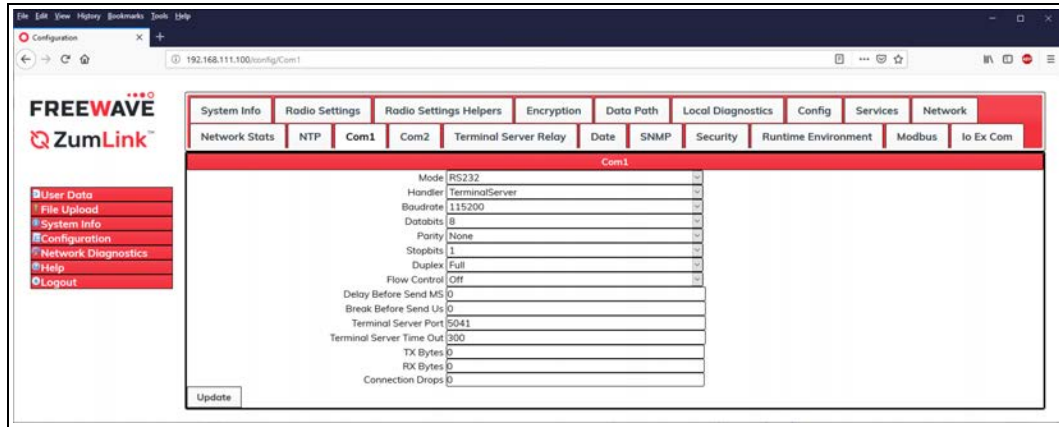 File Edit View History Bookmarks Tools Help
Configuration
192.168.111.100/config/Com1
FREEWAVE
ZumLink™
System Info Radio Settings Radio Settings Helpers Encryption Data Path Local Diagnostics Config Services Network
Network Stats NTP Com1 Com2 Terminal Server Relay Date SNMP Security Runtime Environment Modbus Io Ex Com
Com1
Mode RS232
Handler TerminalServer
Baudrate 115200
Databits 8
Parity None
Stopbits 1
Duplex Full
Flow Control Off
Delay Before Send MS 0
Break Before Send Us 0
Terminal Server Port 5041
Terminal Server Time Out 300
TX Bytes 0
RX Bytes 0
Connection Drops 0
Update
User Data
File Upload
System Info
Configuration
Network Diagnostics
Help
Logout